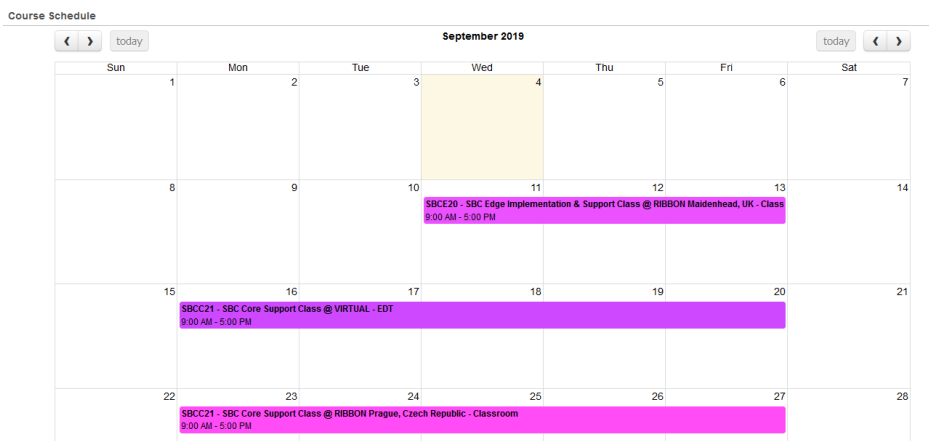 Course Schedule
today
September 2019
today
Sun Mon Tue Wed Thu Fri Sat
1 2 3 4 5 6 7
8 9 10 11 12 13 14
SBCE20 - SBC Edge Implementation & Support Class @ RIBBON Maidenhead, UK - Class
9:00 AM - 5:00 PM
15 16 17 18 19 20 21
SBCC21 - SBC Core Support Class @ VIRTUAL - EDT
9:00 AM - 5:00 PM
22 23 24 25 26 27 28
SBCC21 - SBC Core Support Class @ RIBBON Prague, Czech Republic - Classroom
9:00 AM - 5:00 PM